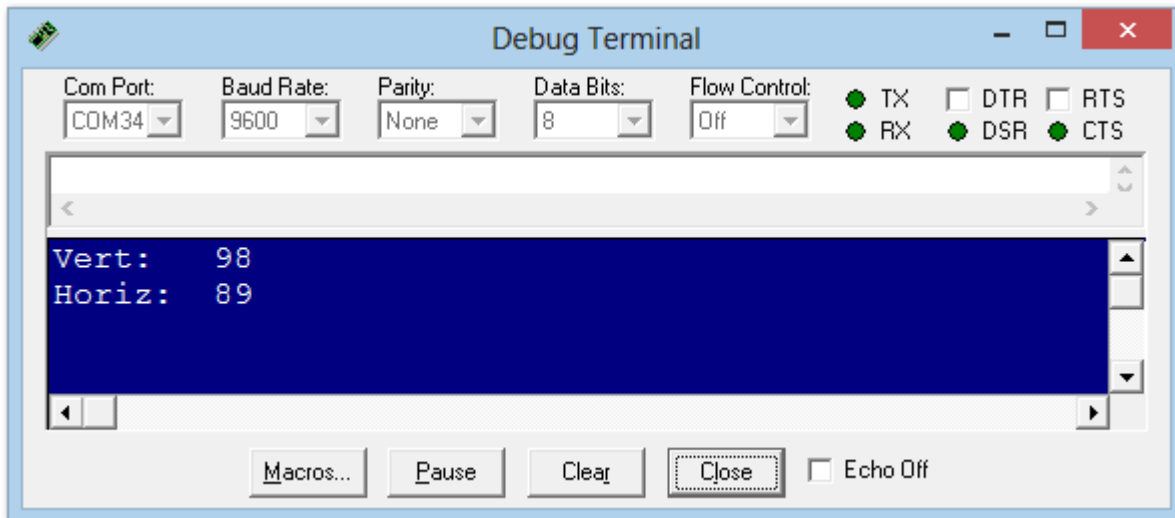 Debug Terminal
Com Port: Baud Rate: Parity: Data Bits: Flow Control:
COM34 9600 None 8 Off
TX DTR RTS
RX DSR CTS
Vert: 98
Horiz: 89
Macros... Pause Clear Close Echo Off